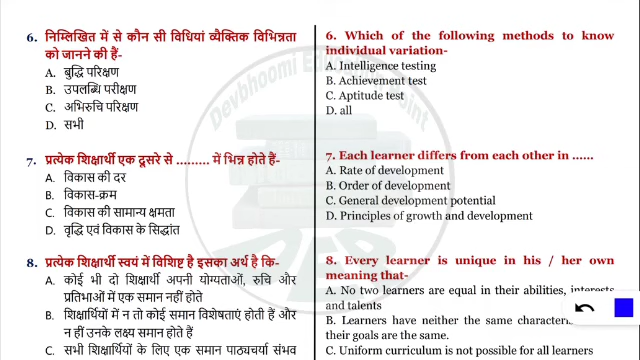 6. निम्लिखित में से कौन सी विधियां व्यैक्तिक विभिन्नता
को जानने की हैं-
A. बुद्धि परिक्षण
B. उपलब्धि परीक्षण
C. अभिरुचि परिक्षण
D. सभी
7. प्रत्येक शिक्षार्थी एक दूसरे से ......... में भिन्न होते हैं-
A. विकास की दर
B. विकास-क्रम
C. विकास की सामान्य क्षमता
D. वृद्धि एवं विकास के सिद्धांत
8. प्रत्येक शिक्षार्थी स्वयं में विशिष्ट है इसका अर्थ है कि-
A. कोई भी दो शिक्षार्थी अपनी योग्यताओं, रुचि और
प्रतिभाओं में एक समान नहीं होते
B. शिक्षार्थियों में न तो कोई समान विशेषताएं होती हैं और
न हीं उनके लक्ष्य समान होते हैं
C. सभी शिक्षार्थियों के लिए एक समान पाठ्यचर्या संभव
6. Which of the following methods to know
individual variation-
A. Intelligence testing
B. Achievement test
C. Aptitude test
D. all
7. Each learner differs from each other in ......
A. Rate of development
B. Order of development
C. General development potential
D. Principles of growth and development
8. Every learner is unique in his / her own
meaning that-
A. No two learners are equal in their abilities, interests
and talents
B. Learners have neither the same
their goals are the same.
C. Uniform curriculum is not possible for all learners
Devbhoomi